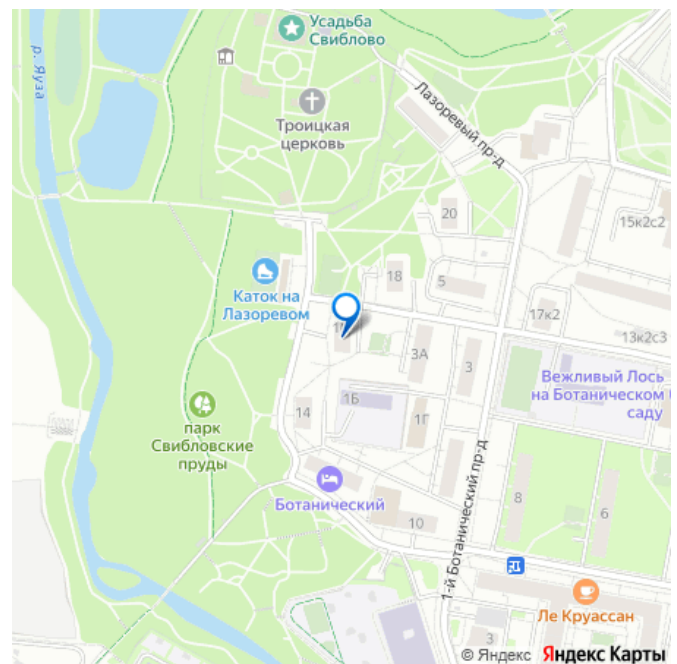 Усадьба
Свиблово
р. Яуза
Троицкая
церковь
Лазоревый пр-д
20
15к2с2
18
5
Каток на
Лазоревом
17к2
13к2с3
3А
3
Вежливый Лось
на Ботаническом
саду
1Б
14
1Г
парк
Свибловские
пруды
Ботанический
10
8
6
1-й Ботанический пр-д
Ле Круассан
3
© Яндекс Яндекс Карты